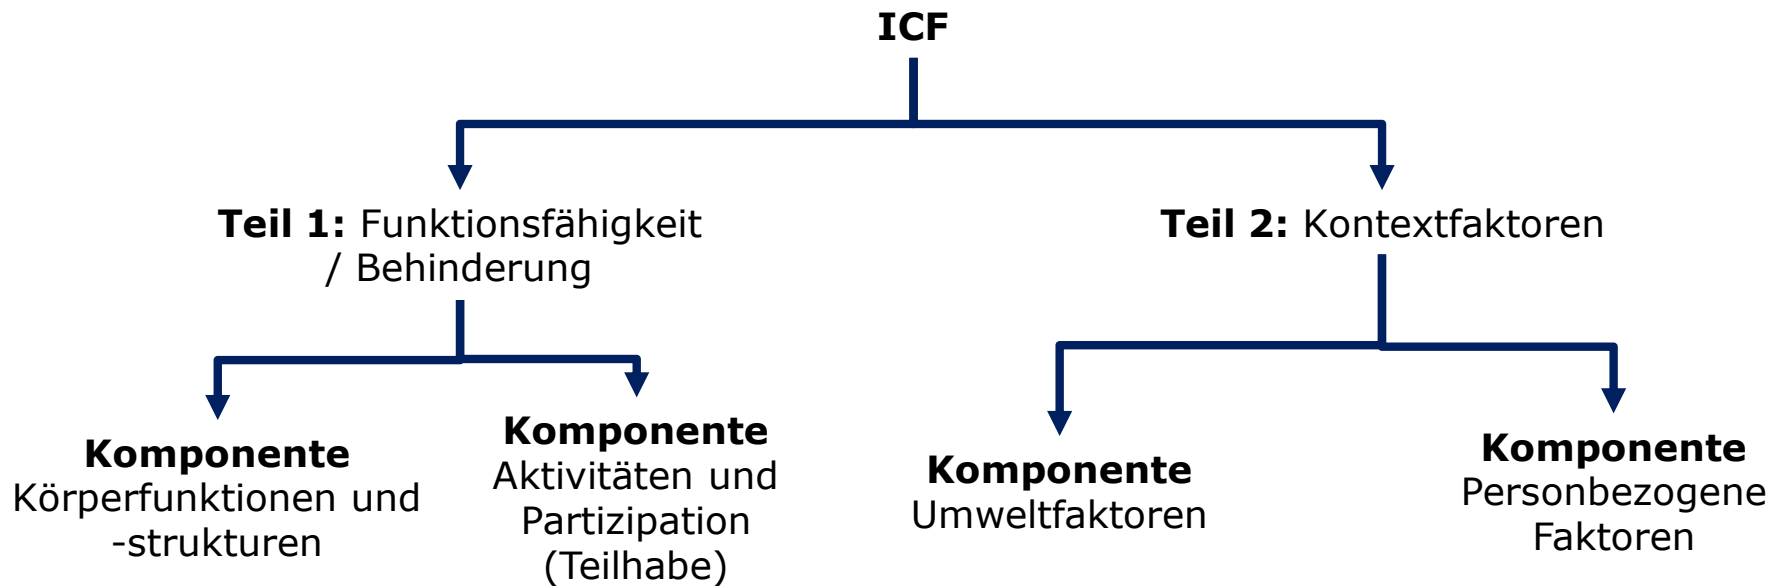 ICF
Teil 1: Funktionsfähigkeit
/ Behinderung
Teil 2: Kontextfaktoren
Komponente
Körperfunktionen und
-strukturen
Komponente
Aktivitäten und
Partizipation
(Teilhabe)
Komponente
Umweltfaktoren
Komponente
Personbezogene
Faktoren